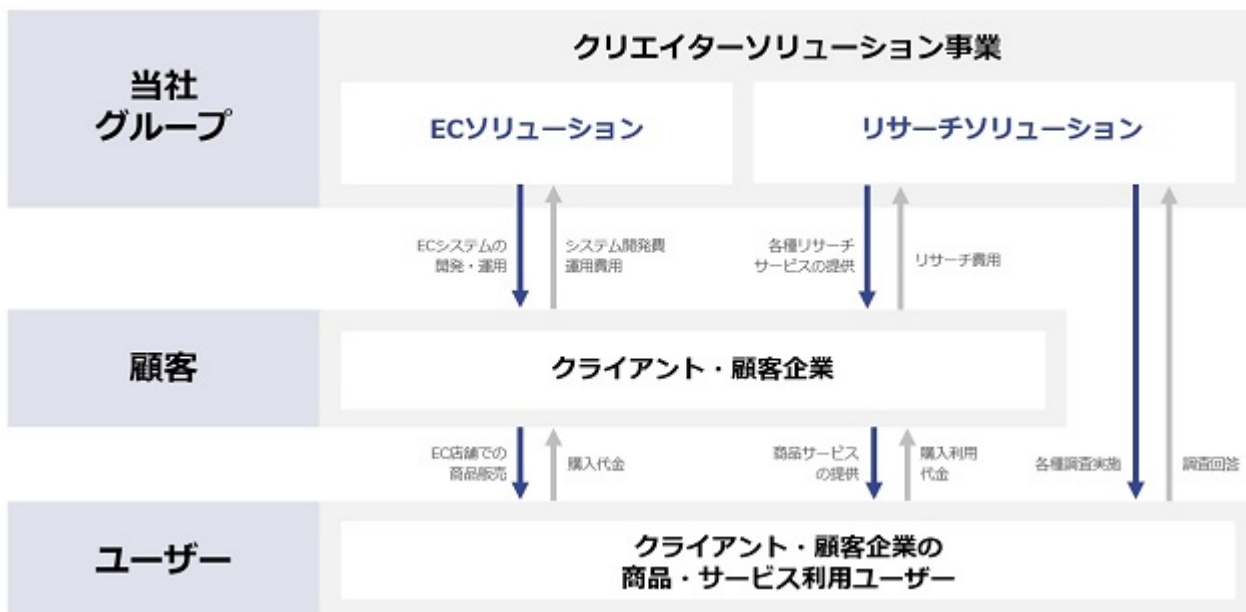 当社
グループ
クリエイターソリューション事業
ECソリューション
リサーチソリューション
ECシステムの
開発・運用
システム開発費
運用費用
各種リサーチ
サービスの提供
リサーチ費用
顧客
クライアント・顧客企業
EC店舗での
商品販売
購入代金
商品サービス
の提供
購入利用
代金
各種調査実施
調査回答
ユーザー
クライアント・顧客企業の
商品・サービス利用ユーザー